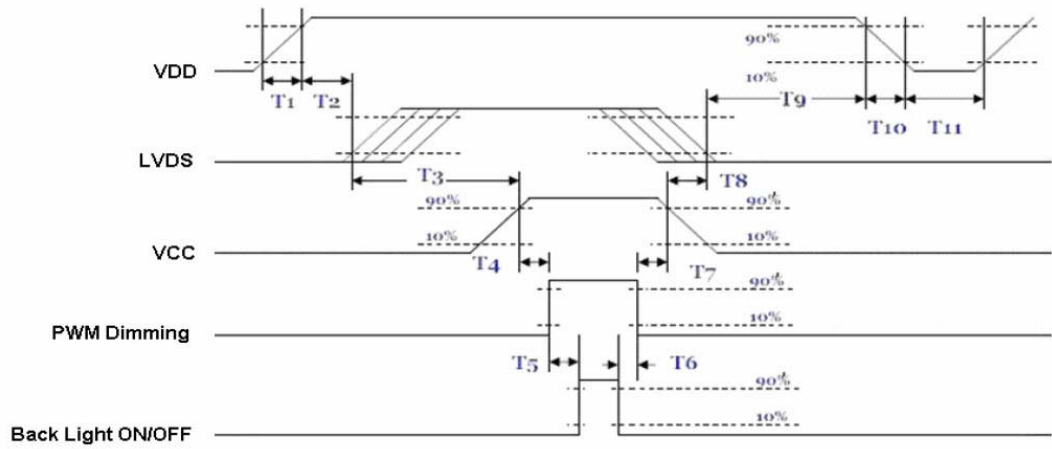 90%
VDD
10%
T1 T2
T9
T10 T11
LVDS
T3
T8
90%
90%
10%
10%
VCC
T4
T7
90%
10%
PWM Dimming
T5
T6
90%
10%
Back Light ON/OFF